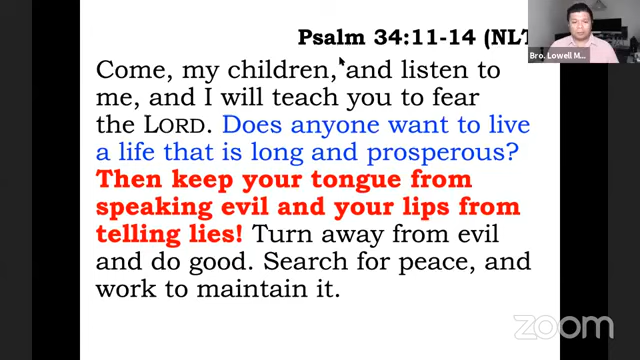 Psalm 34:11-14 (NLT
Bro. Lowell M...
Come, my children, and listen to
me, and I will teach you to fear
the LORD. Does anyone want to live
a life that is long and prosperous?
Then keep your tongue from
speaking evil and your lips from
telling lies! Turn away from evil
and do good. Search for peace, and
work to maintain it.
zoom